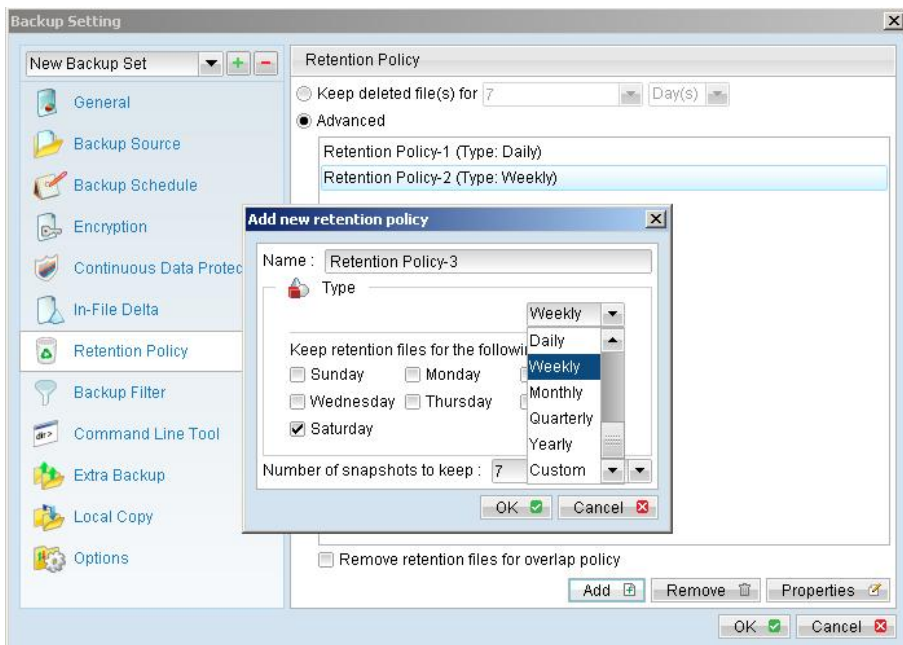 Backup Setting
New Backup Set
General
Backup Source
Backup Schedule
Encryption
Continuous Data Protec
In-File Delta
Retention Policy
Backup Filter
Command Line Tool
Extra Backup
Local Copy
Options
Retention Policy
Keep deleted file(s) for 7 Day(s)
Advanced
Retention Policy-1 (Type: Daily)
Retention Policy-2 (Type: Weekly)
Add new retention policy
Name : Retention Policy-3
Type
Weekly
Daily
Weekly
Monthly
Quarterly
Yearly
Custom
Keep retention files for the followi
Sunday Monday
Wednesday Thursday
Saturday
Number of snapshots to keep : 7
OK Cancel
Remove retention files for overlap policy
Add Remove Properties
OK Cancel